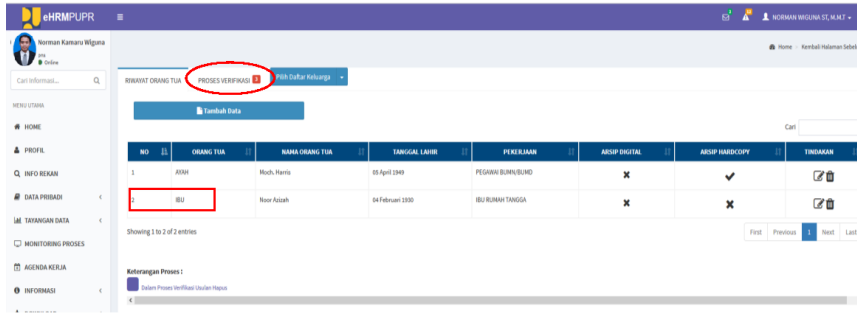 eHRMPUPR
NORMAN WIGUNA ST, M.M.T
Norman Kamaru Wiguna
pns
Online
Home Kembali Halaman Sebel
Cari Informasi...
RIWAYAT ORANG TUA PROSES VERIFIKASI 3 Pilih Daftar Keluarga
MENU UTAMA
Tambah Data
HOME
Cari
PROFIL
NO ORANG TUA NAMA ORANG TUA TANGGAL LAHIR PEKERJAAN ARSIP DIGITAL ARSIP HARDCOPY TINDAKAN
INFO REKAN
1 AYAH Moch. Harris 05 April 1949 PEGAWAI BUMN/BUMD
DATA PRIBADI
2 IBU Noor Azizah 04 Februari 1930 IBU RUMAH TANGGA
TAYANGAN DATA
Showing 1 to 2 of 2 entries
First Previous 1 Next Last
MONITORING PROSES
AGENDA KERJA
Keterangan Proses :
INFORMASI
Dalam Proses Verifikasi Usulan Hapus